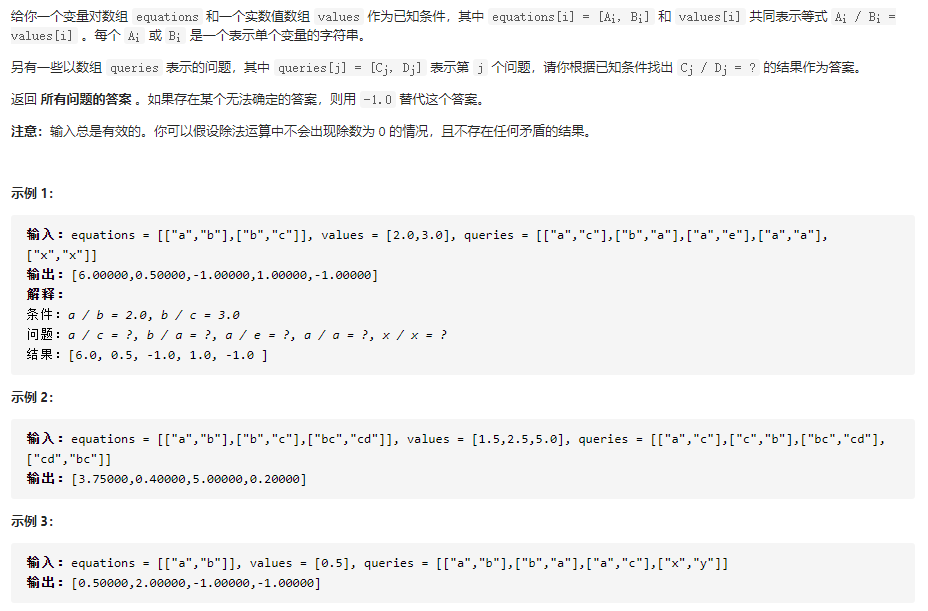 给你一个变量对数组 equations 和一个实数值数组 values 作为已知条件，其中 equations[i] = [Ai, Bi] 和 values[i] 共同表示等式 Ai / Bi =
values[i] 。每个 Ai 或 Bi 是一个表示单个变量的字符串。
另有一些以数组 queries 表示的问题，其中 queries[j] = [Cj, Dj] 表示第 j 个问题，请你根据已知条件找出 Cj / Dj = ? 的结果作为答案。
返回 所有问题的答案 。如果存在某个无法确定的答案，则用 -1.0 替代这个答案。
注意：输入总是有效的。你可以假设除法运算中不会出现除数为 0 的情况，且不存在任何矛盾的结果。
示例 1：
输入：equations = [["a","b"],["b","c"]], values = [2.0,3.0], queries = [["a","c"],["b","a"],["a","e"],["a","a"],
["x","x"]]
输出：[6.00000,0.50000,-1.00000,1.00000,-1.00000]
解释：
条件：a / b = 2.0, b / c = 3.0
问题：a / c = ?, b / a = ?, a / e = ?, a / a = ?, x / x = ?
结果：[6.0, 0.5, -1.0, 1.0, -1.0 ]
示例 2：
输入：equations = [["a","b"],["b","c"],["bc","cd"]], values = [1.5,2.5,5.0], queries = [["a","c"],["c","b"],["bc","cd"],
["cd","bc"]]
输出：[3.75000,0.40000,5.00000,0.20000]
示例 3：
输入：equations = [["a","b"]], values = [0.5], queries = [["a","b"],["b","a"],["a","c"],["x","y"]]
输出：[0.50000,2.00000,-1.00000,-1.00000]